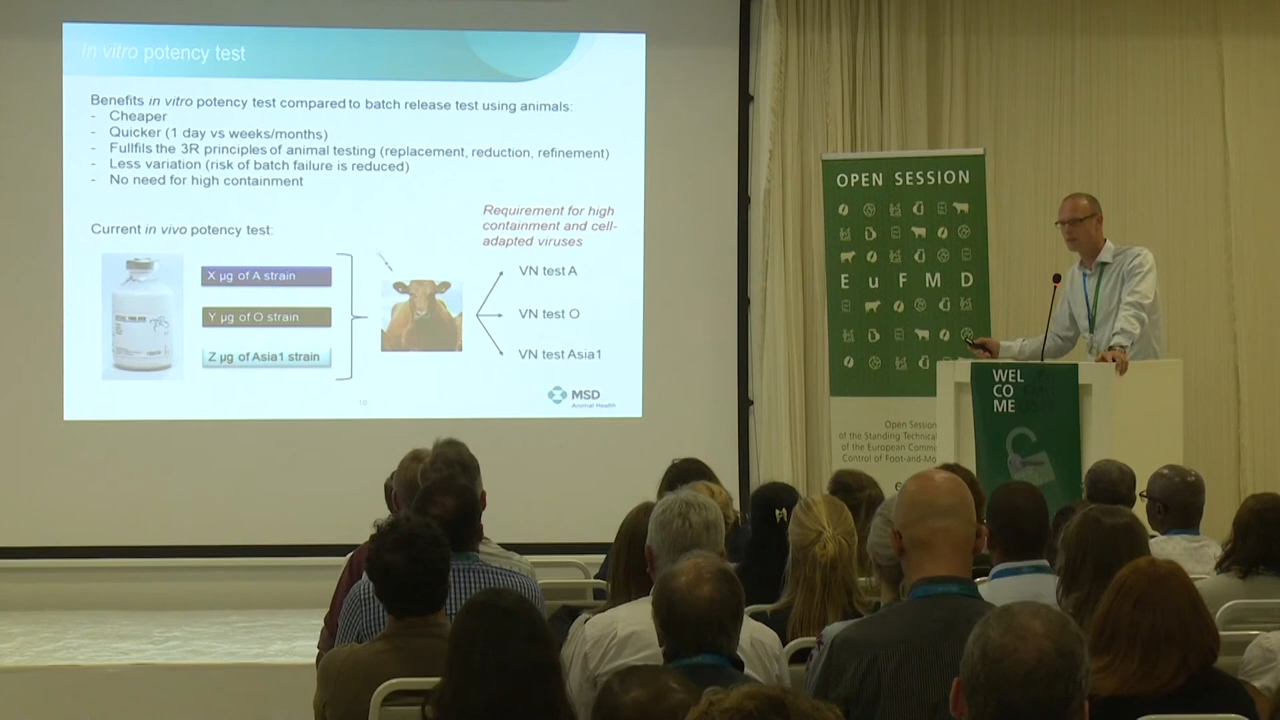 In vitro potency test
Benefits in vitro potency test compared to batch release test using animals:
- Cheaper
- Quicker (1 day vs weeks/months)
- Fullfils the 3R principles of animal testing (replacement, reduction, refinement)
- Less variation (risk of batch failure is reduced)
- No need for high containment
Current in vivo potency test:
Requirement for high
containment and cell-
adapted viruses
X µg of A strain
Y µg of O strain
Z µg of Asia1 strain
VN test A
VN test O
VN test Asia1
10
MSD
Animal Health
OPEN SESSION
EuFMD
Open Session
of the Standing Technical
of the European Commi
Control of Foot-and-Mo
WEL
CO
ME